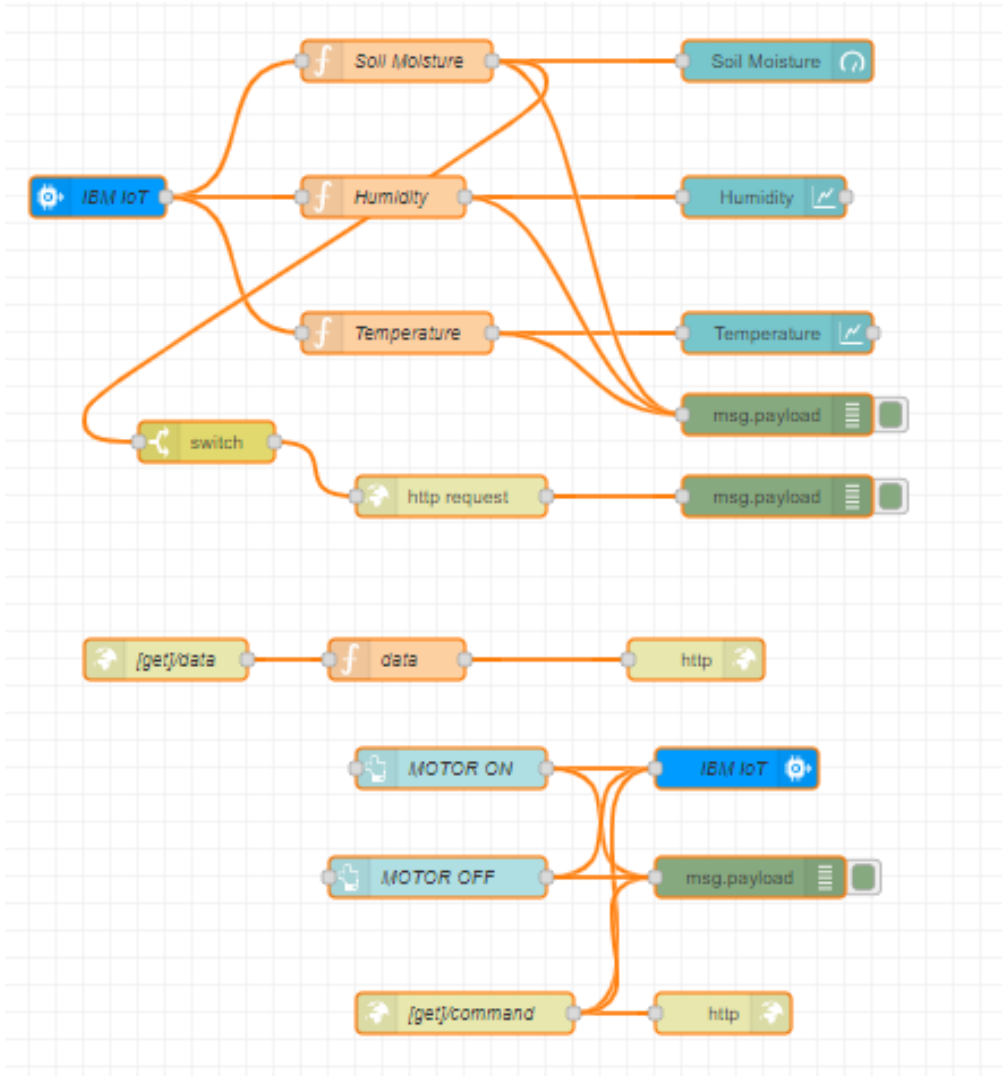 Soil Moisture
Soil Moisture
IBM IoT
Humidity
Humidity
Temperature
Temperature
msg.payload
switch
http request
msg.payload
[get]/data
data
http
MOTOR ON
IBM IoT
MOTOR OFF
msg.payload
[get]/command
http